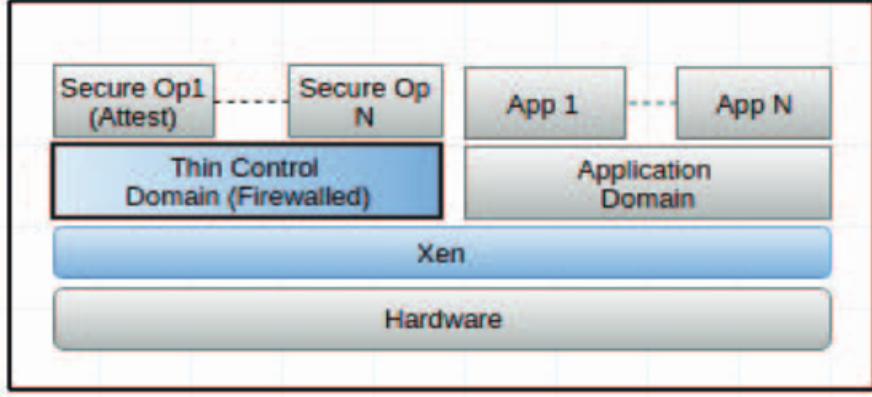 Secure Op1
(Attest)
Secure Op
N
App 1
App N
Thin Control
Domain (Firewalled)
Application
Domain
Xen
Hardware